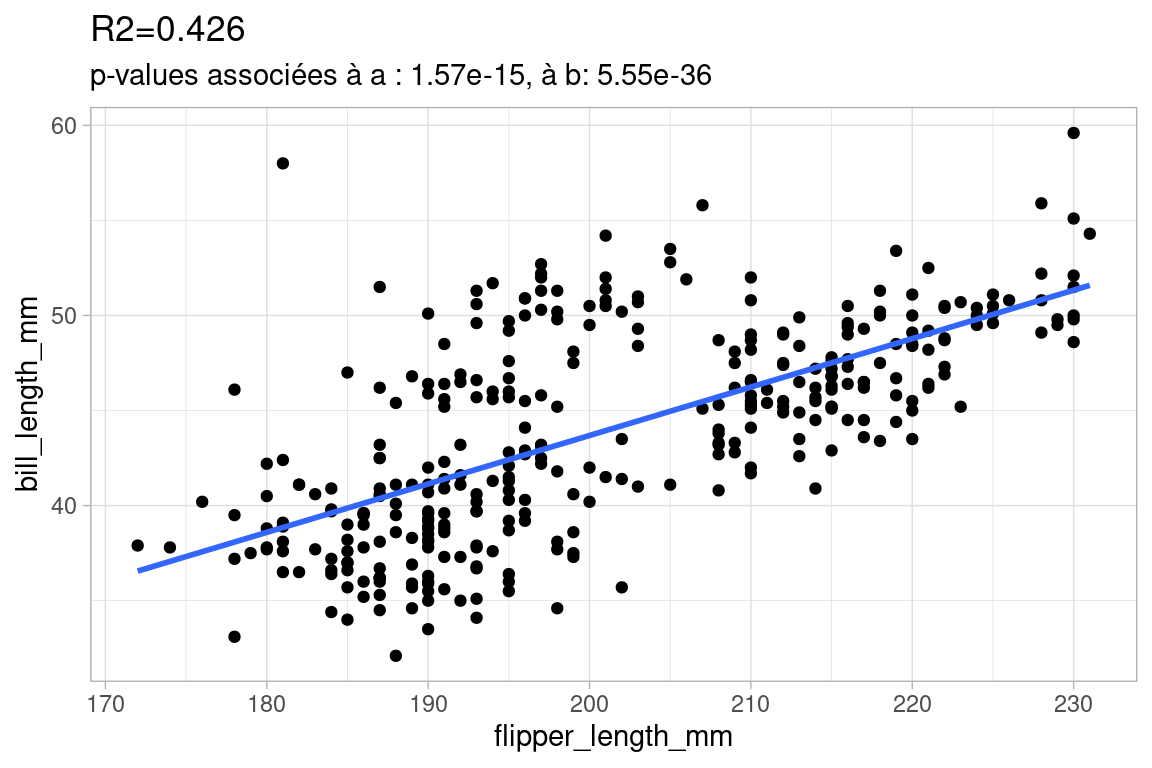 R2=0.426
p-values associées à a : 1.57e-15, à b: 5.55e-36
60
50
40
bill_length_mm
170 180 190 200 210 220 230
flipper_length_mm